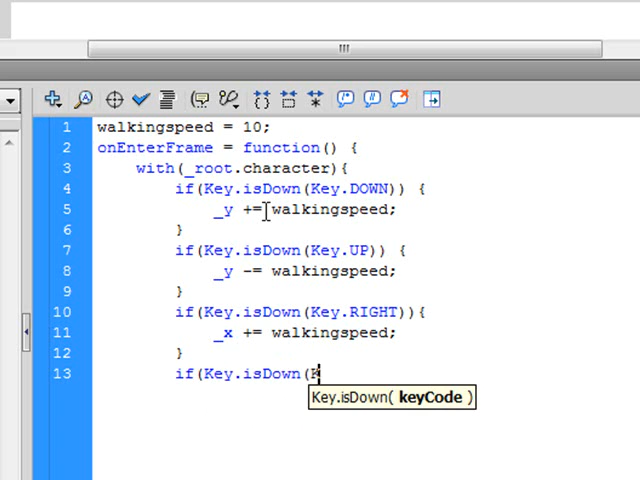 1 walkingspeed = 10;
2 onEnterFrame = function() {
3 with(_root.character){
4 if(Key.isDown(Key.DOWN)) {
5 _y += walkingspeed;
6 }
7 if(Key.isDown(Key.UP)) {
8 _y -= walkingspeed;
9 }
10 if(Key.isDown(Key.RIGHT)){
11 _x += walkingspeed;
12 }
13 if(Key.isDown(K
Key.isDown( keyCode )